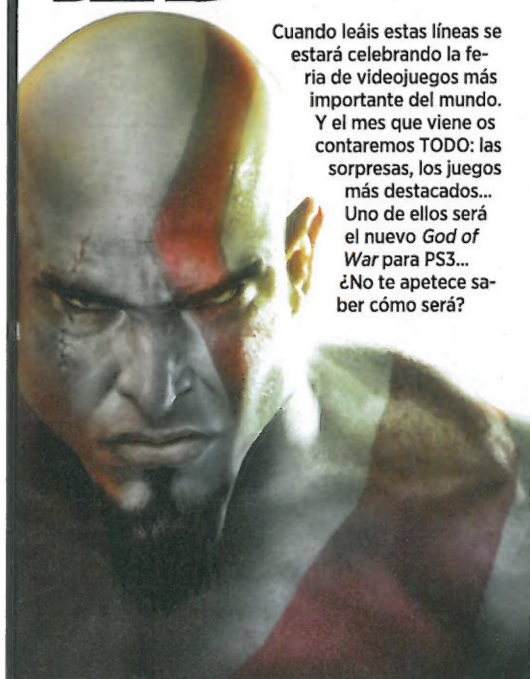 Cuando leáis estas líneas se
estará celebrando la fe-
ria de videojuegos más
importante del mundo.
Y el mes que viene os
contaremos TODO: las
sorpresas, los juegos
más destacados...
Uno de ellos será
el nuevo God of
War para PS3...
¿No te apetece sa-
ber cómo será?